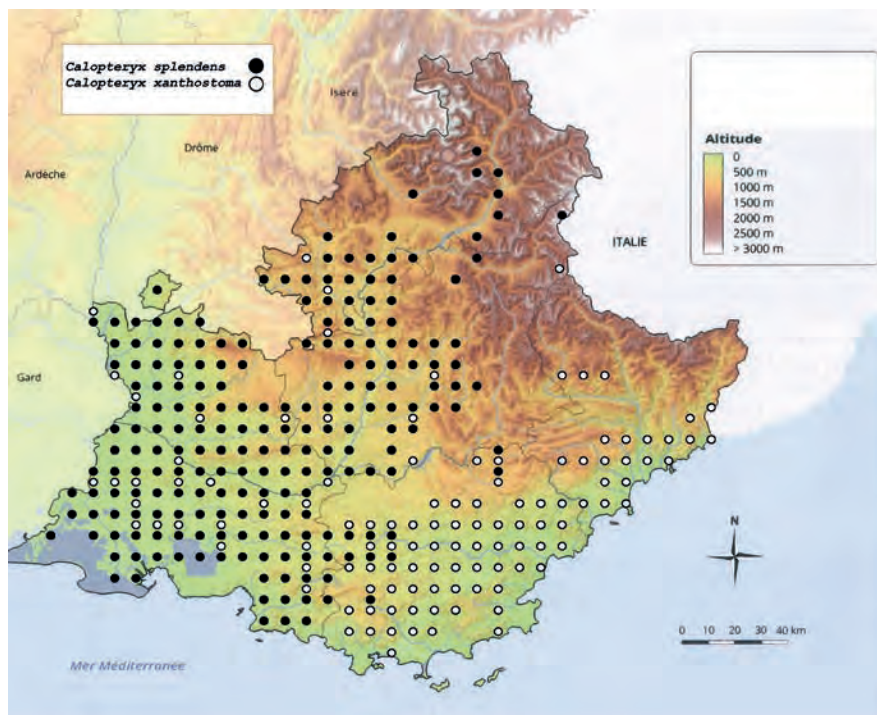 Calopteryx splendens
Calopteryx xanthostoma
Isère
Drôme
Ardèche
Altitude
0
500 m
1000 m
1500 m
2000 m
2500 m
> 3000 m
ITALIE
Gard
N
0 10 20 30 40 km
Mer Méditerranée